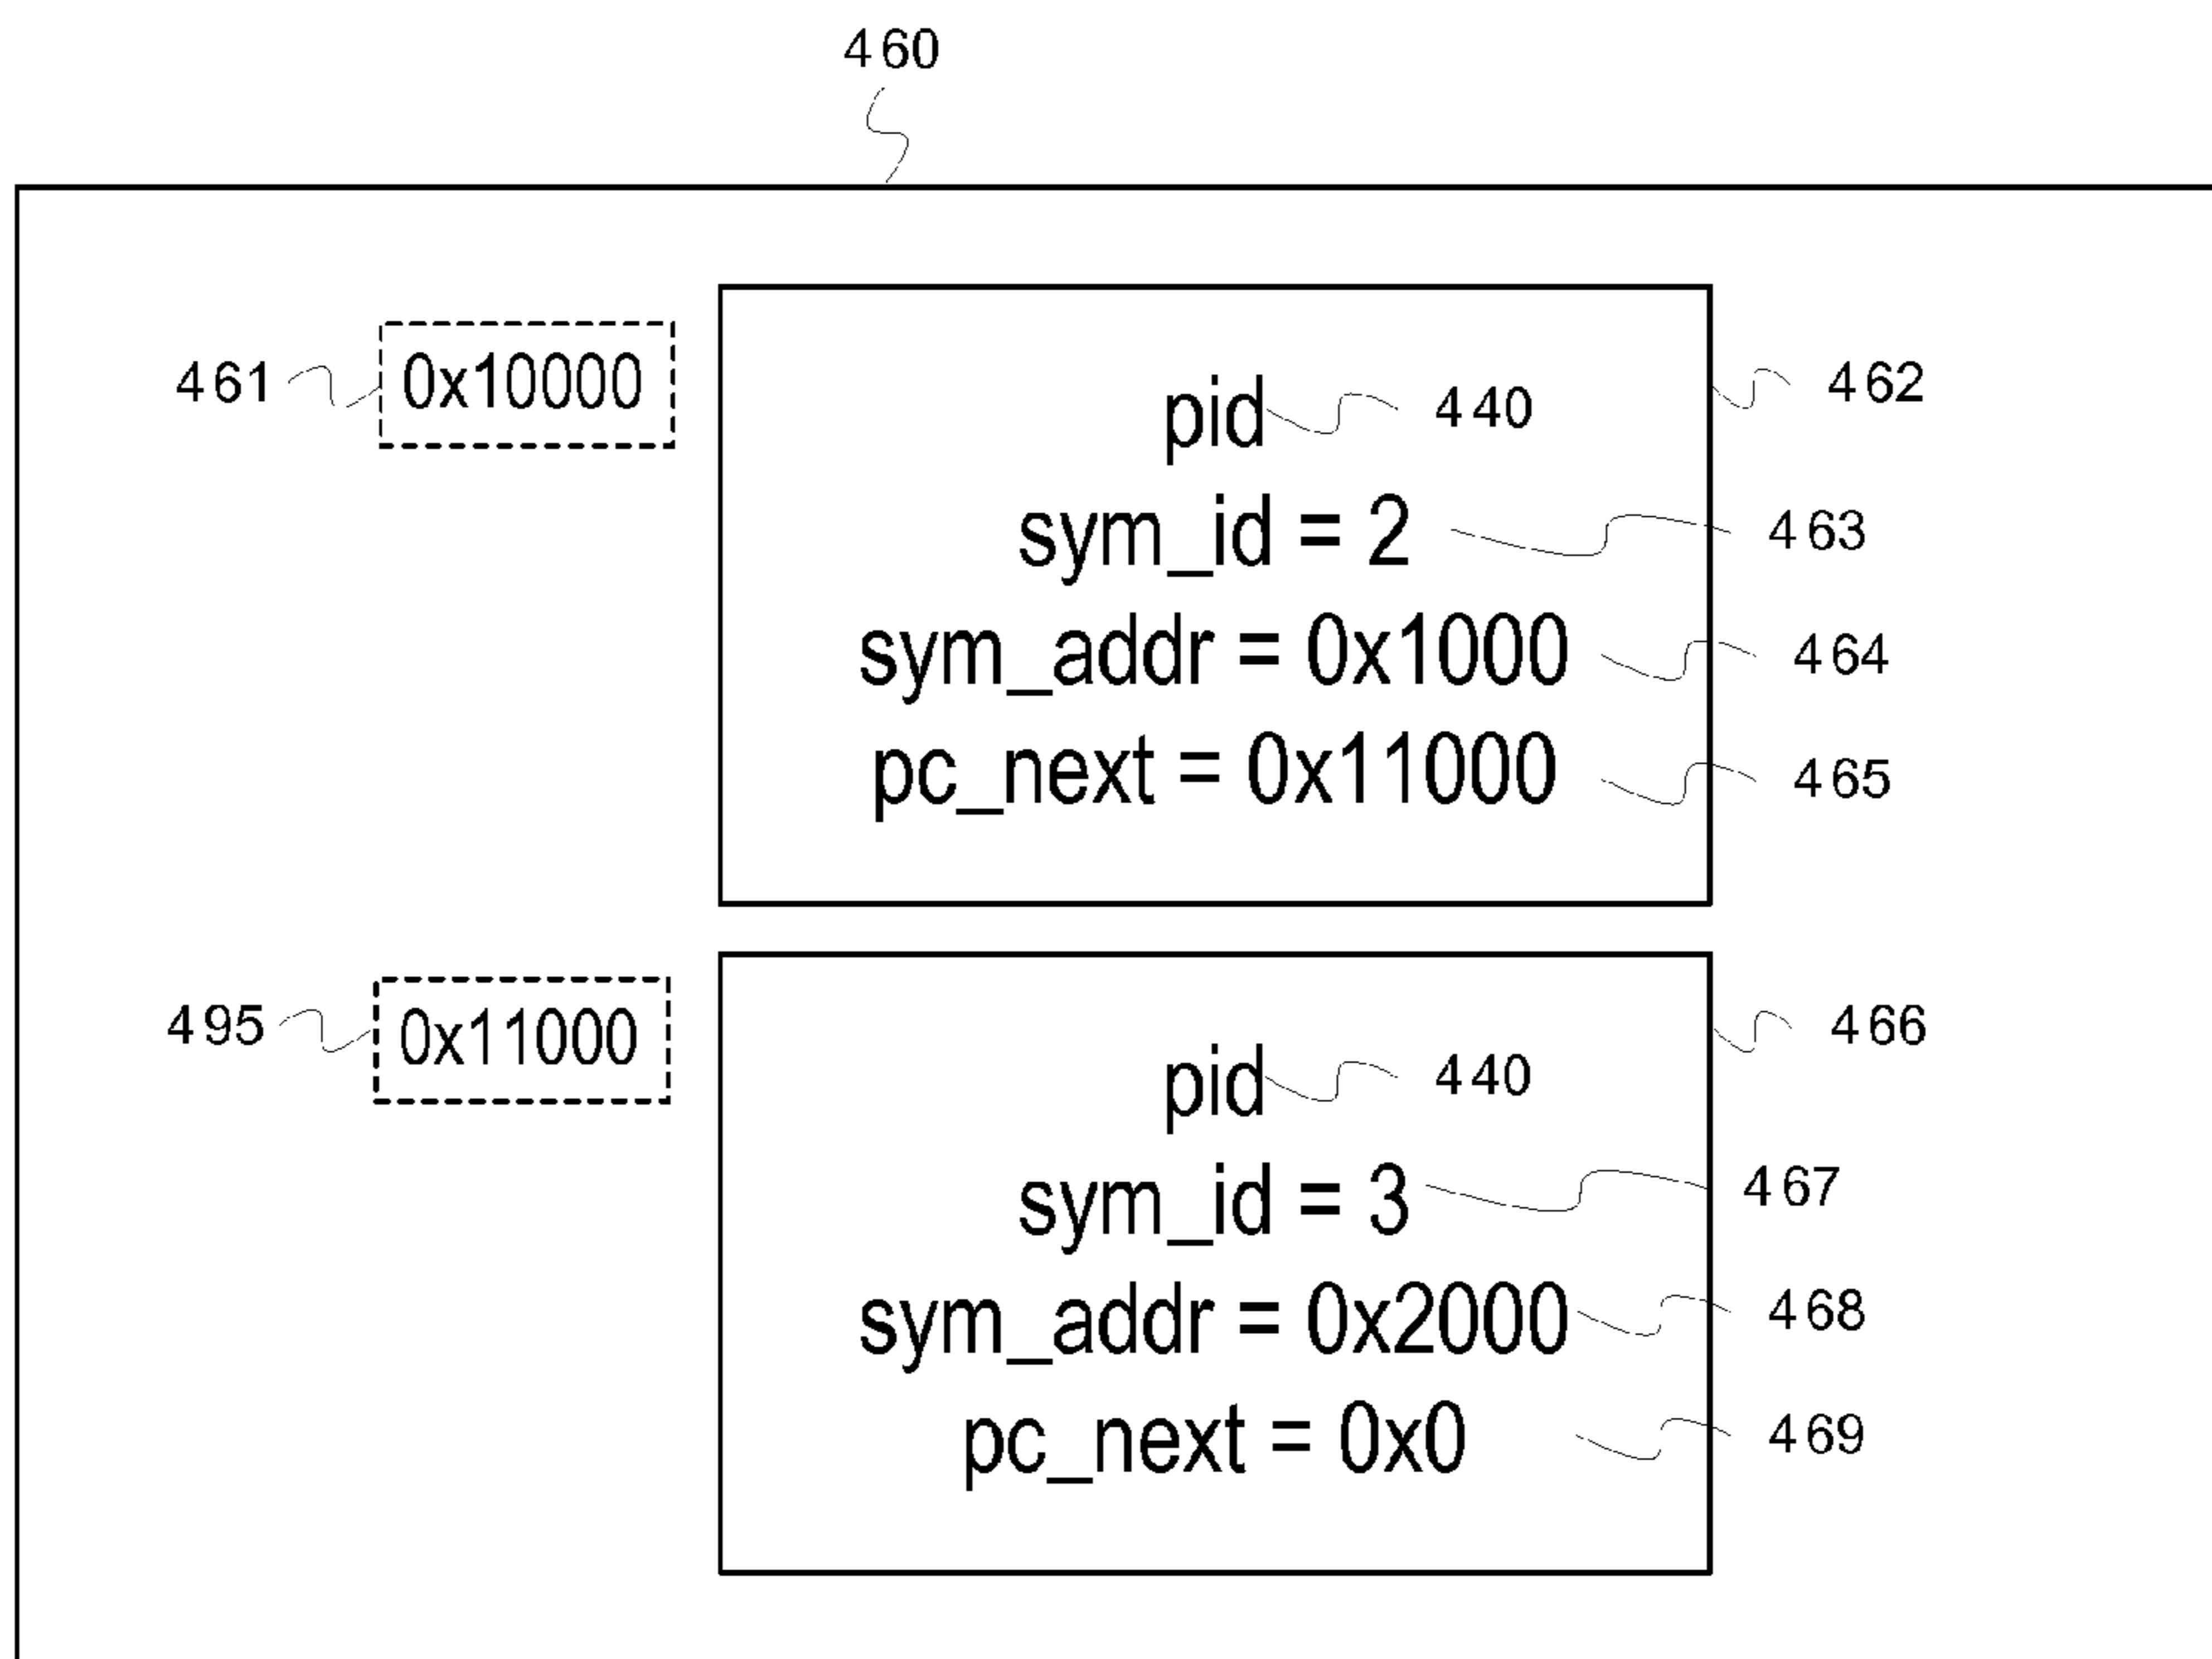 460
461 0x10000
pid 440 462
sym_id = 2 463
sym_addr = 0x1000 464
pc_next = 0x11000 465
495 0x11000
466
pid 440
sym_id = 3 467
sym_addr = 0x2000 468
pc_next = 0x0 469